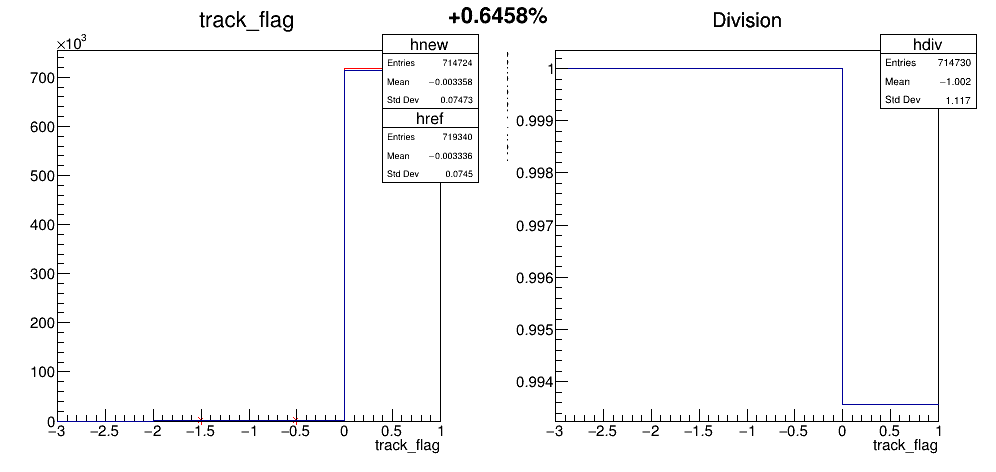 track_flag
+0.6458%
Division
×10³
hnew
Entries 714724
Mean −0.003358
Std Dev 0.07473
href
Entries 719340
Mean −0.003336
Std Dev 0.0745
700
600
500
400
300
200
100
0
−3 −2.5 −2 −1.5 −1 −0.5 0 0.5 1
track_flag
hdiv
Entries 714730
Mean −1.002
Std Dev 1.117
1
0.999
0.998
0.997
0.996
0.995
0.994
−3 −2.5 −2 −1.5 −1 −0.5 0 0.5 1
track_flag